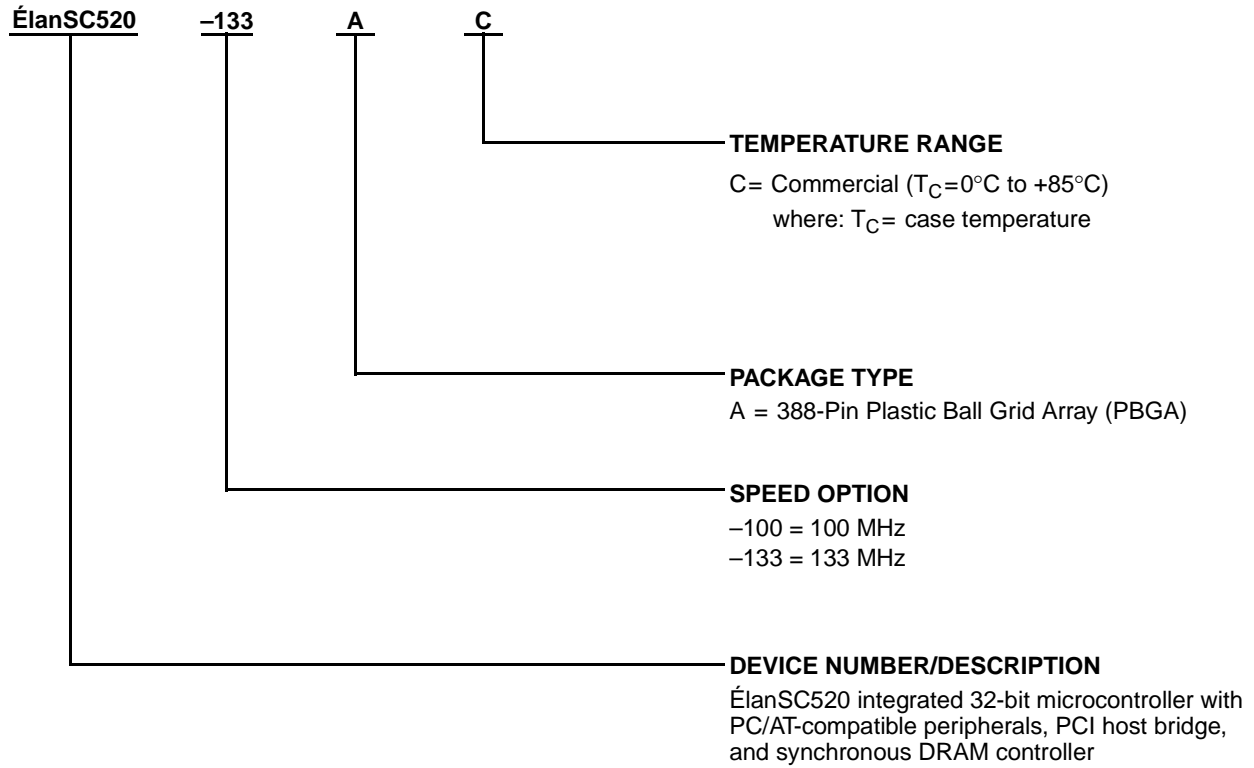 ÉlanSC520 –133 A C
TEMPERATURE RANGE
C= Commercial (TC=0°C to +85°C)
where: TC= case temperature
PACKAGE TYPE
A = 388-Pin Plastic Ball Grid Array (PBGA)
SPEED OPTION
–100 = 100 MHz
–133 = 133 MHz
DEVICE NUMBER/DESCRIPTION
ÉlanSC520 integrated 32-bit microcontroller with
PC/AT-compatible peripherals, PCI host bridge,
and synchronous DRAM controller